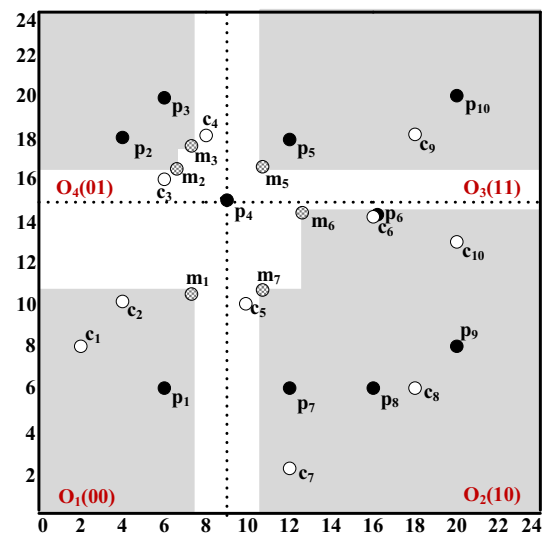 24
22
20
p₃
p₁₀
18
c₄
p₂
m₃
p₅
c₉
16
m₂
m₅
O₄(01)
c₃
O₃(11)
14
p₄
m₆
p₆
c₆
12
c₁₀
10
m₁
m₇
c₂
c₅
8
c₁
p₉
6
p₁
p₇
p₈
c₈
4
2
c₇
O₁(00)
O₂(10)
0 2 4 6 8 10 12 14 16 18 20 22 24